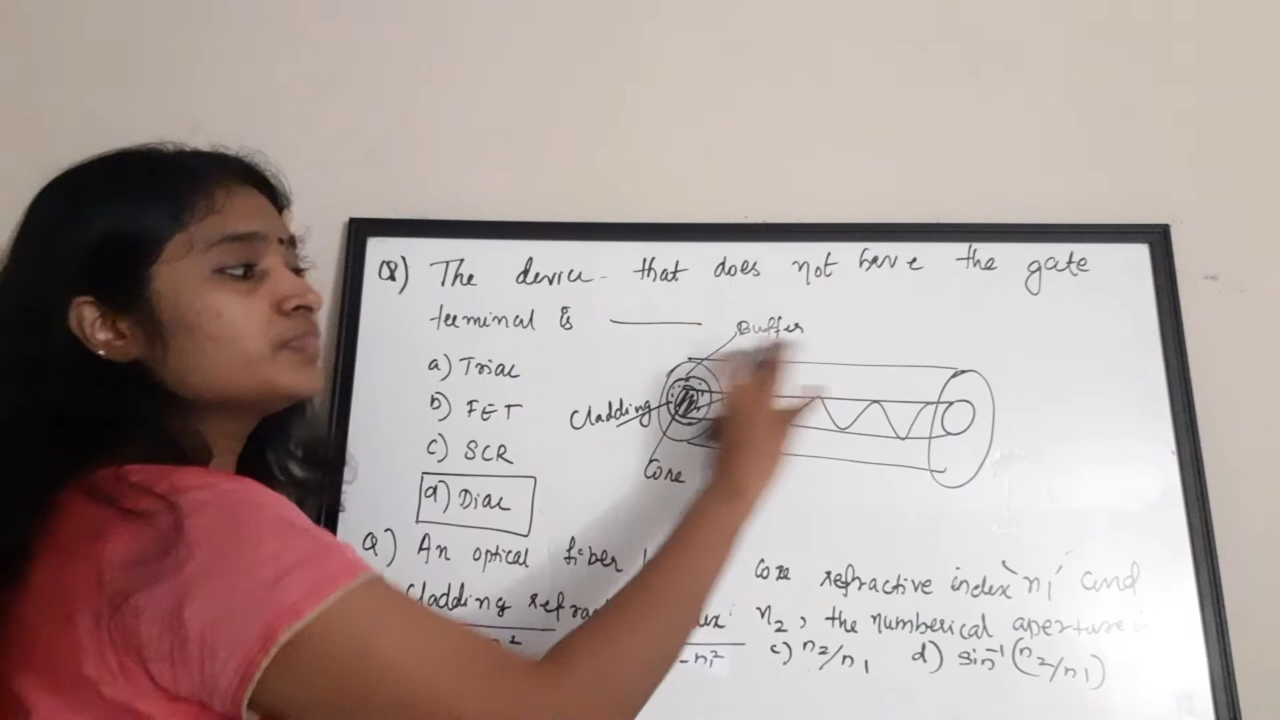 Q) The device that does not have the gate
terminal is ______
a) Triac
b) FET
c) SCR
d) Diac
Buffer
Cladding
Core
Q) An optical fiber core refractive index 'n1' and
cladding n2, the numberical aperture
c) n2/n1 d) sin⁻¹(n2/n1)